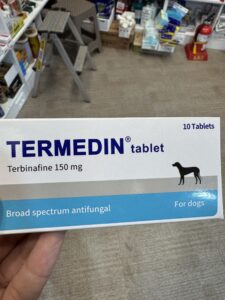 10 Tablets
TERMEDIN® tablet
Terbinafine 150 mg
Broad spectrum antifungal
For dogs